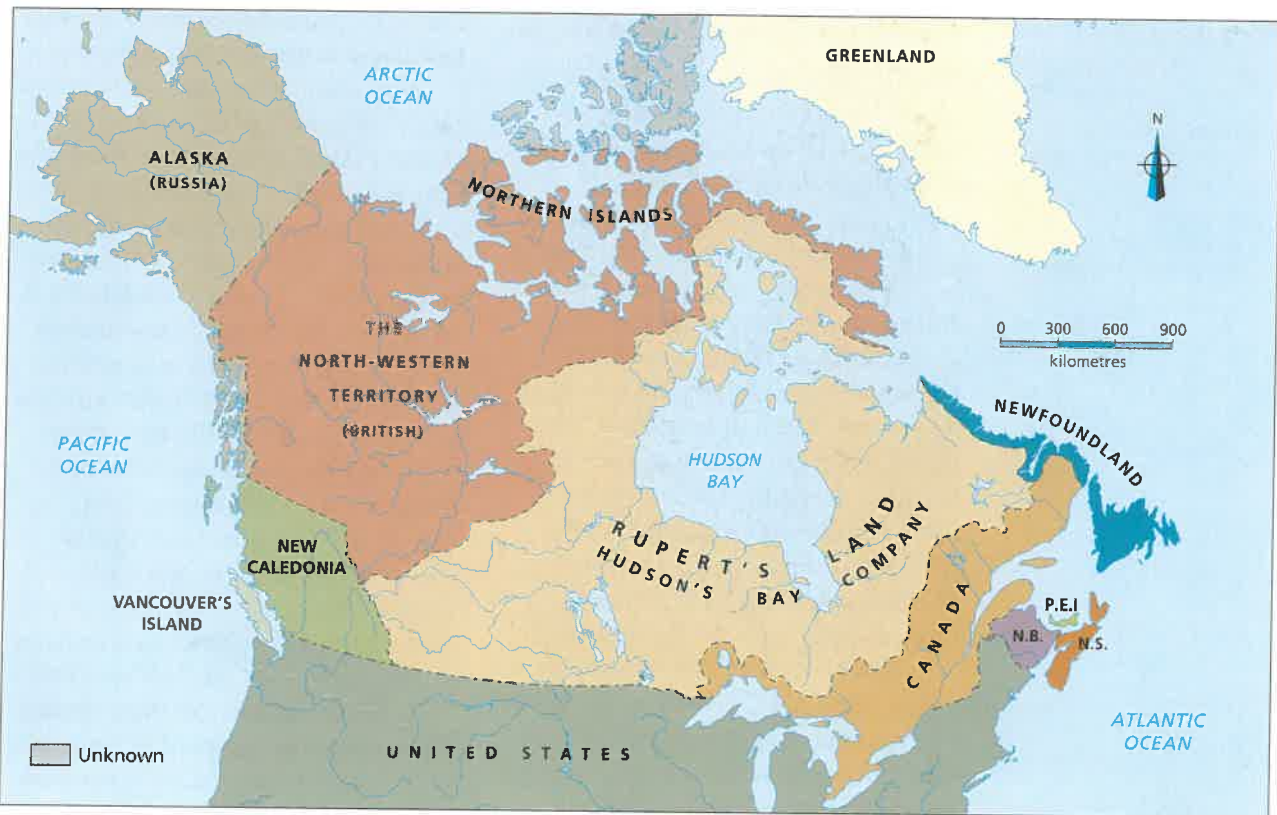 GREENLAND
ARCTIC
OCEAN
N
ALASKA
(RUSSIA)
NORTHERN ISLANDS
0 300 600 900
kilometres
THE
NORTH-WESTERN
TERRITORY
(BRITISH)
NEWFOUNDLAND
PACIFIC
OCEAN
HUDSON
BAY
RUPERT'S LAND
HUDSON'S BAY COMPANY
NEW
CALEDONIA
VANCOUVER'S
ISLAND
CANADA
P.E.I
N.B.
N.S.
ATLANTIC
OCEAN
UNITED STATES
Unknown